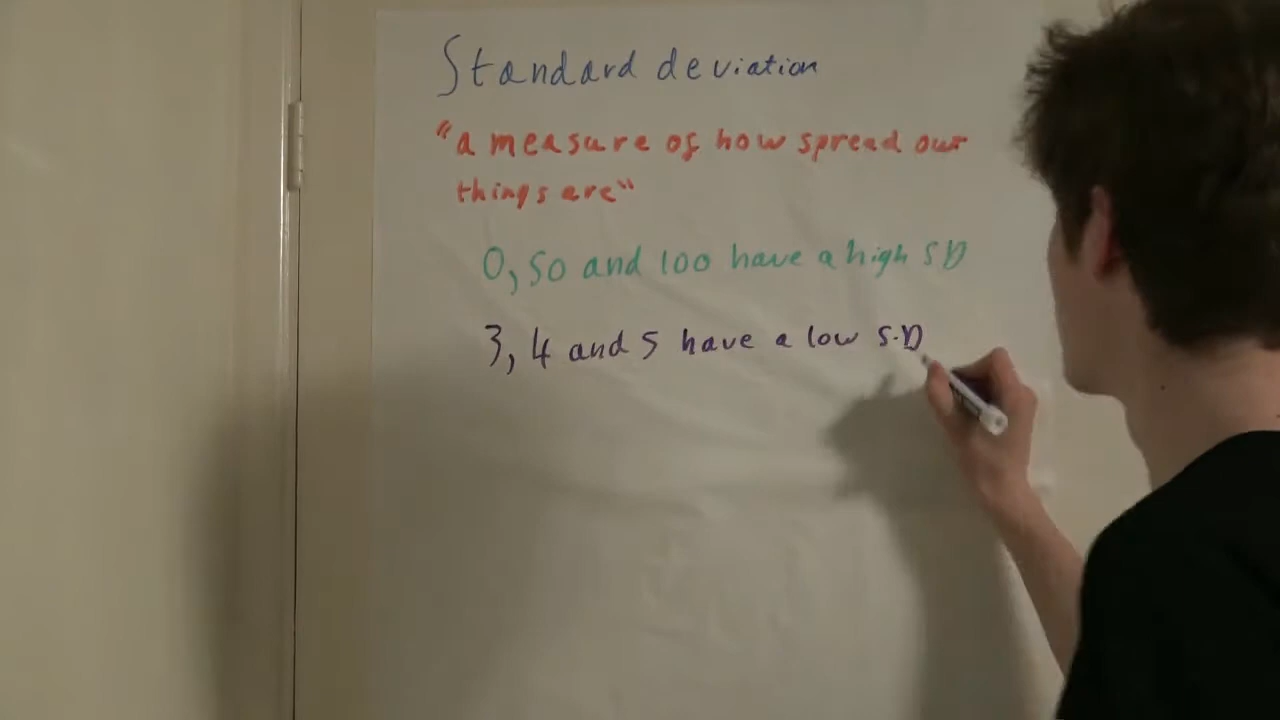 Standard deviation
"a measure of how spread our
things are"
0, 50 and 100 have a high SD
3, 4 and 5 have a low S.D